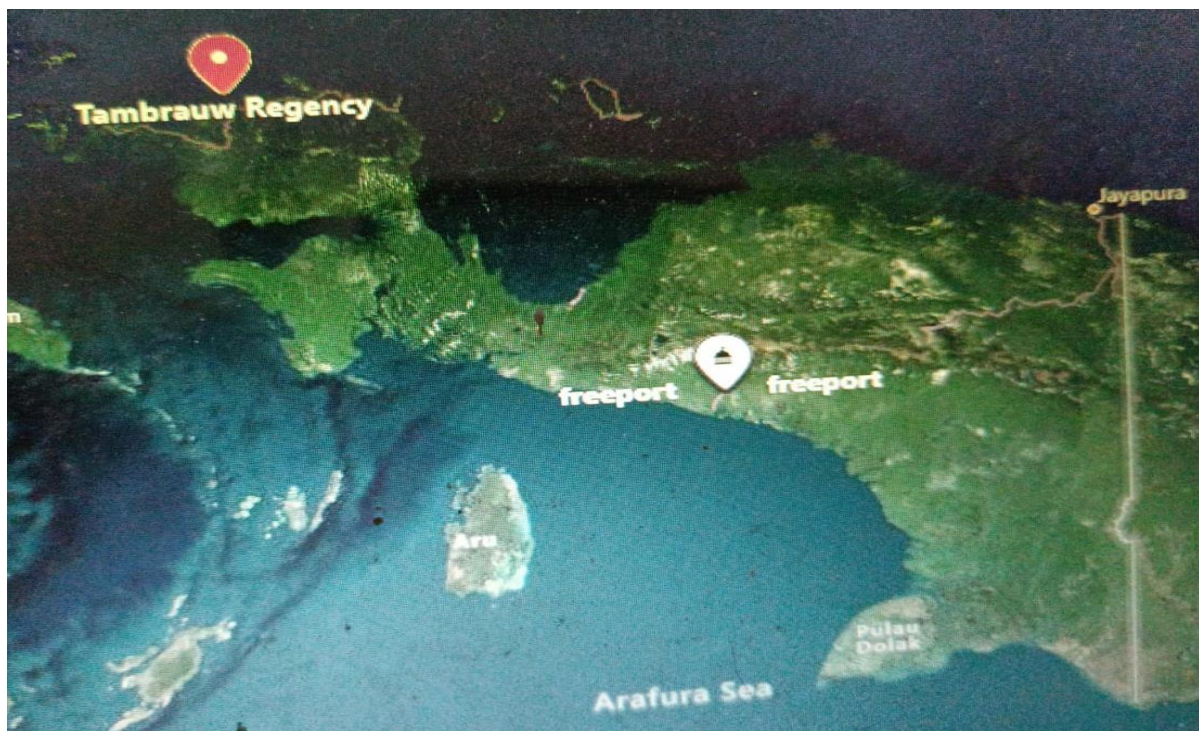 Tambrauw Regency
Jayapura
m
freeport freeport
Aru
Pulau
Dolak
Arafura Sea